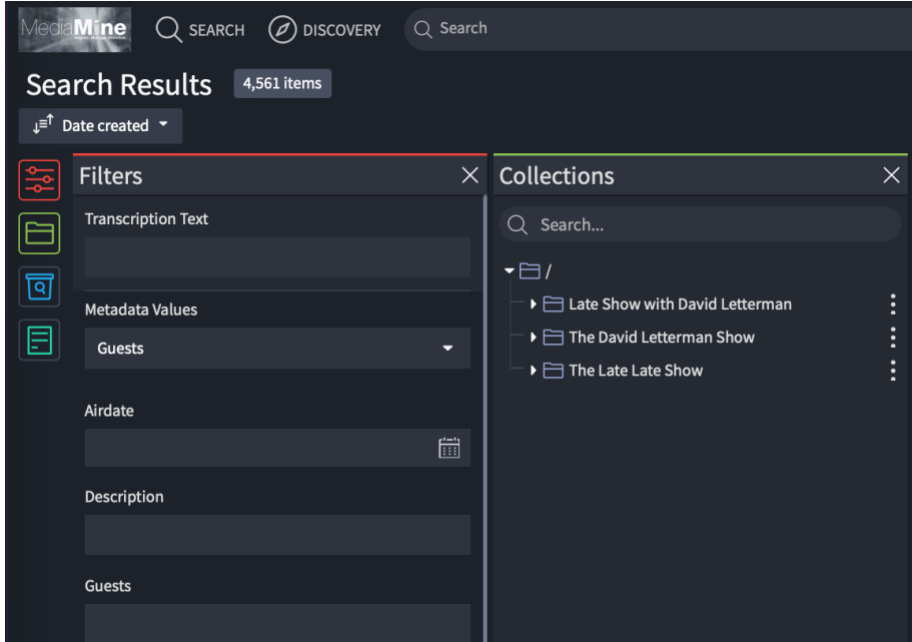 MediaMine
SEARCH
DISCOVERY
Search
Search Results
4,561 items
Date created
Filters
Transcription Text
Metadata Values
Guests
Airdate
Description
Guests
Collections
Search...
/
Late Show with David Letterman
The David Letterman Show
The Late Late Show